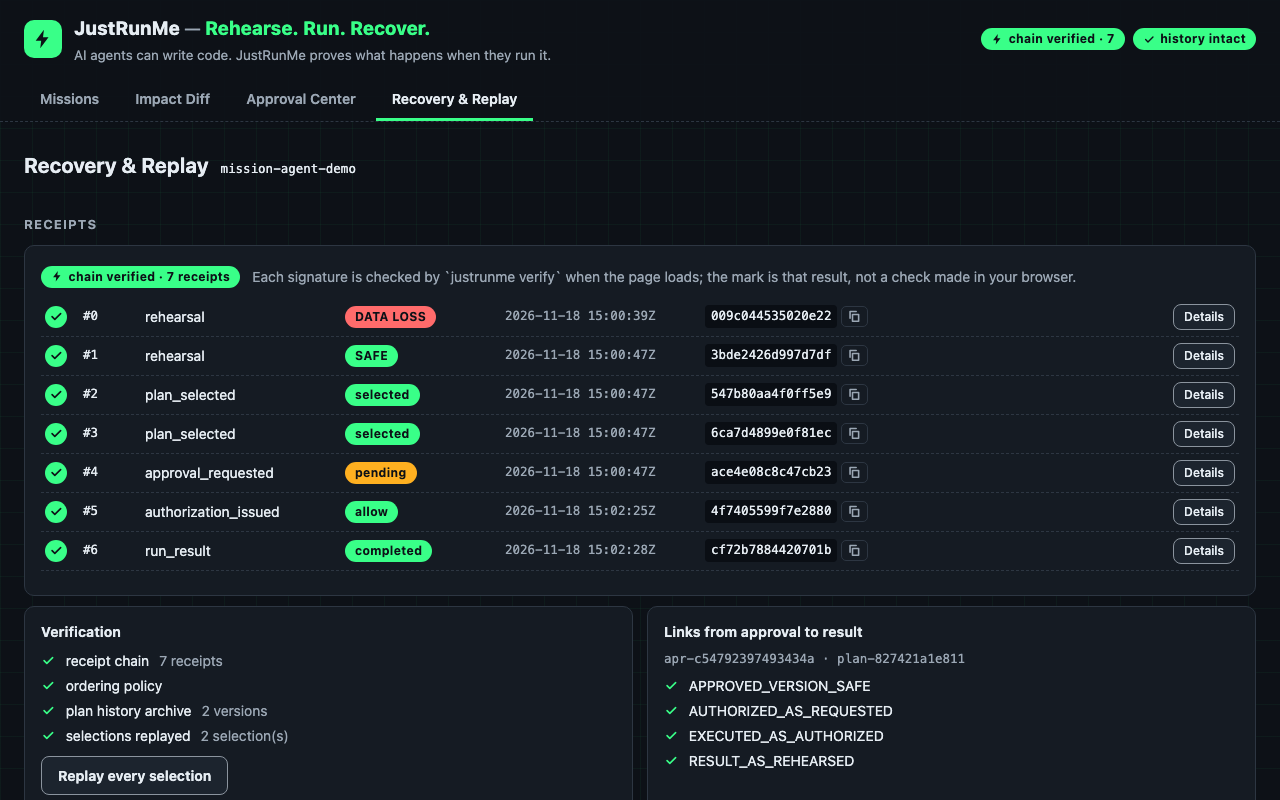 JustRunMe — Rehearse. Run. Recover.
AI agents can write code. JustRunMe proves what happens when they run it.
chain verified · 7
history intact
Missions
Impact Diff
Approval Center
Recovery & Replay
Recovery & Replay mission-agent-demo
RECEIPTS
chain verified · 7 receipts Each signature is checked by `justrunme verify` when the page loads; the mark is that result, not a check made in your browser.
#0 rehearsal DATA LOSS 2026-11-18 15:00:39Z 009c044535020e22 Details
#1 rehearsal SAFE 2026-11-18 15:00:47Z 3bde2426d997d7df Details
#2 plan_selected selected 2026-11-18 15:00:47Z 547b80aa4f0ff5e9 Details
#3 plan_selected selected 2026-11-18 15:00:47Z 6ca7d4899e0f81ec Details
#4 approval_requested pending 2026-11-18 15:00:47Z ace4e08c8c47cb23 Details
#5 authorization_issued allow 2026-11-18 15:02:25Z 4f7405599f7e2880 Details
#6 run_result completed 2026-11-18 15:02:28Z cf72b7884420701b Details
Verification
receipt chain 7 receipts
ordering policy
plan history archive 2 versions
selections replayed 2 selection(s)
Replay every selection
Links from approval to result
apr-c54792397493434a · plan-827421a1e811
APPROVED_VERSION_SAFE
AUTHORIZED_AS_REQUESTED
EXECUTED_AS_AUTHORIZED
RESULT_AS_REHEARSED